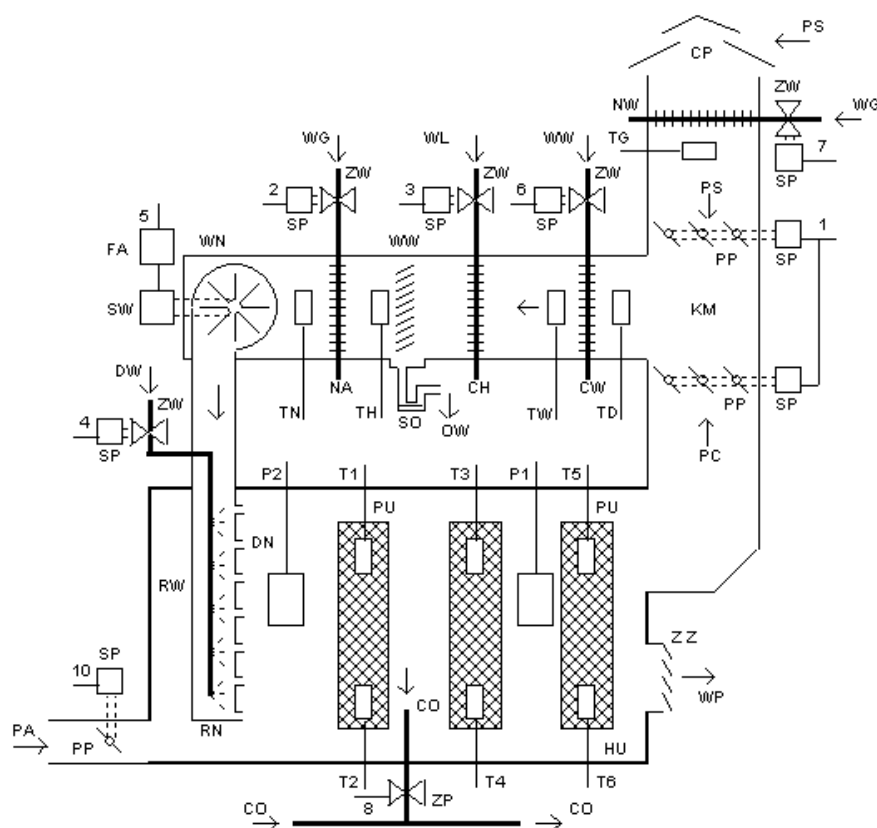 PS
CP
ZW
NW
WG
TG
7
SP
WG
WL
WW
ZW
ZW
ZW
2
3
6
SP
SP
SP
PS
1
PP
SP
5
FA
WN
WW
SW
KM
DW
ZW
NA
CH
CW
TN
TH
SO
OW
TW
TD
PP
SP
4
SP
PC
P2
T1
T3
P1
T5
PU
PU
DN
RW
SP
10
ZZ
WP
CO
PA
PP
RN
HU
T2
8
ZP
T4
T6
CO
CO